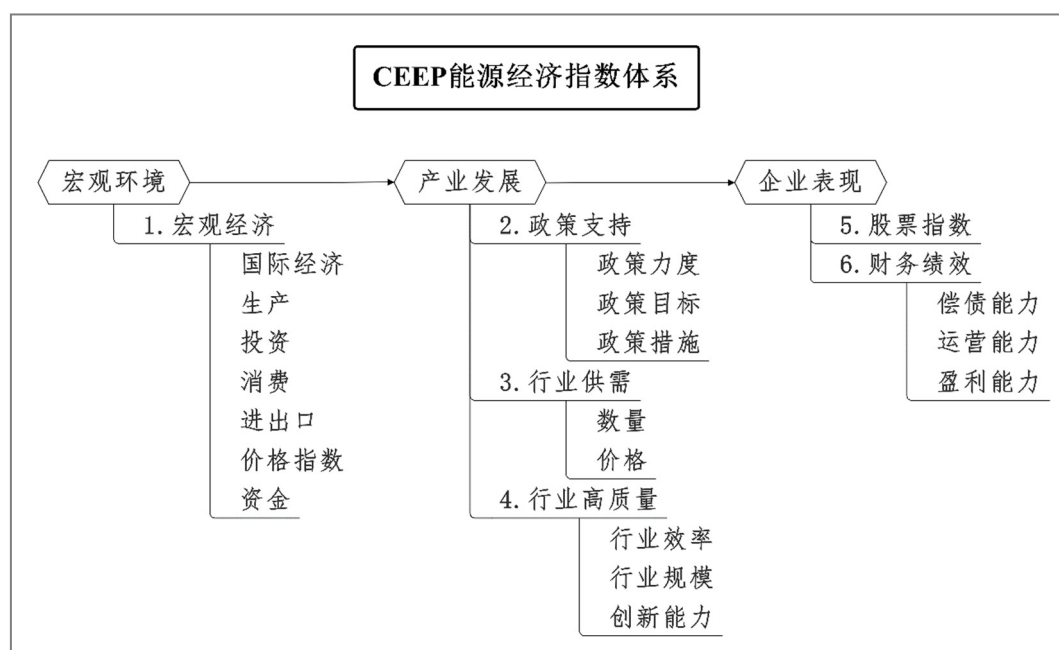 CEEP能源经济指数体系
宏观环境
产业发展
企业表现
1.宏观经济
国际经济
生产
投资
消费
进出口
价格指数
资金
2.政策支持
政策力度
政策目标
政策措施
3.行业供需
数量
价格
4.行业高质量
行业效率
行业规模
创新能力
5.股票指数
6.财务绩效
偿债能力
运营能力
盈利能力